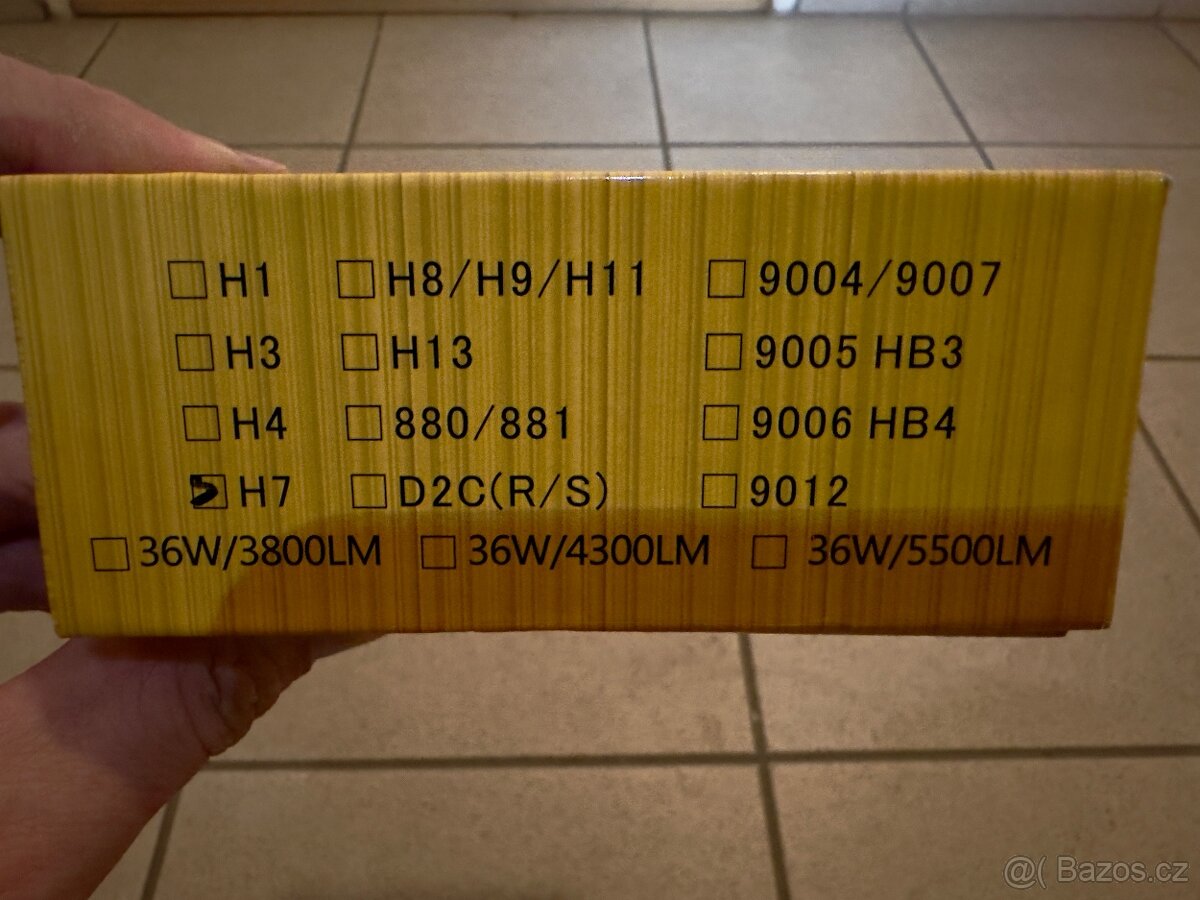 H1 H8/H9/H11 9004/9007
H3 H13 9005 HB3
H4 880/881 9006 HB4
H7 D2C(R/S) 9012
36W/3800LM 36W/4300LM 36W/5500LM
@( Bazos.cz